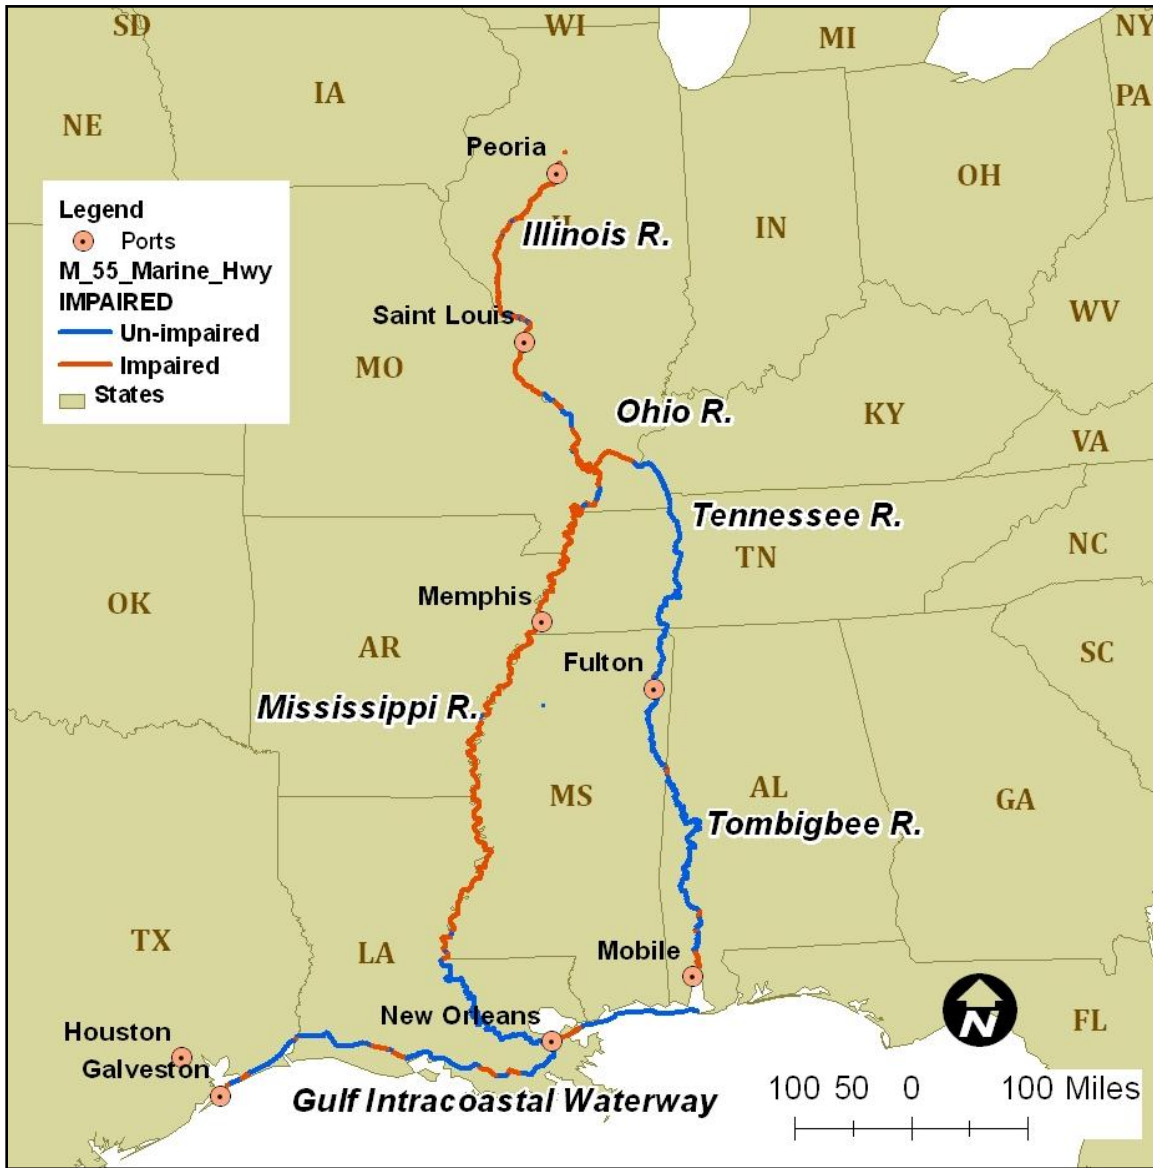 SD
WI
MI
NY
IA
PA
NE
Peoria
OH
Legend
Ports
M_55_Marine_Hwy
IMPAIRED
Un-impaired
Impaired
States
IL
Illinois R.
IN
WV
Saint Louis
MO
Ohio R.
KY
VA
Tennessee R.
TN
NC
OK
Memphis
AR
Fulton
SC
Mississippi R.
MS
AL
GA
Tombigbee R.
TX
LA
Mobile
New Orleans
N
FL
Houston
Galveston
Gulf Intracoastal Waterway
100 50 0 100 Miles